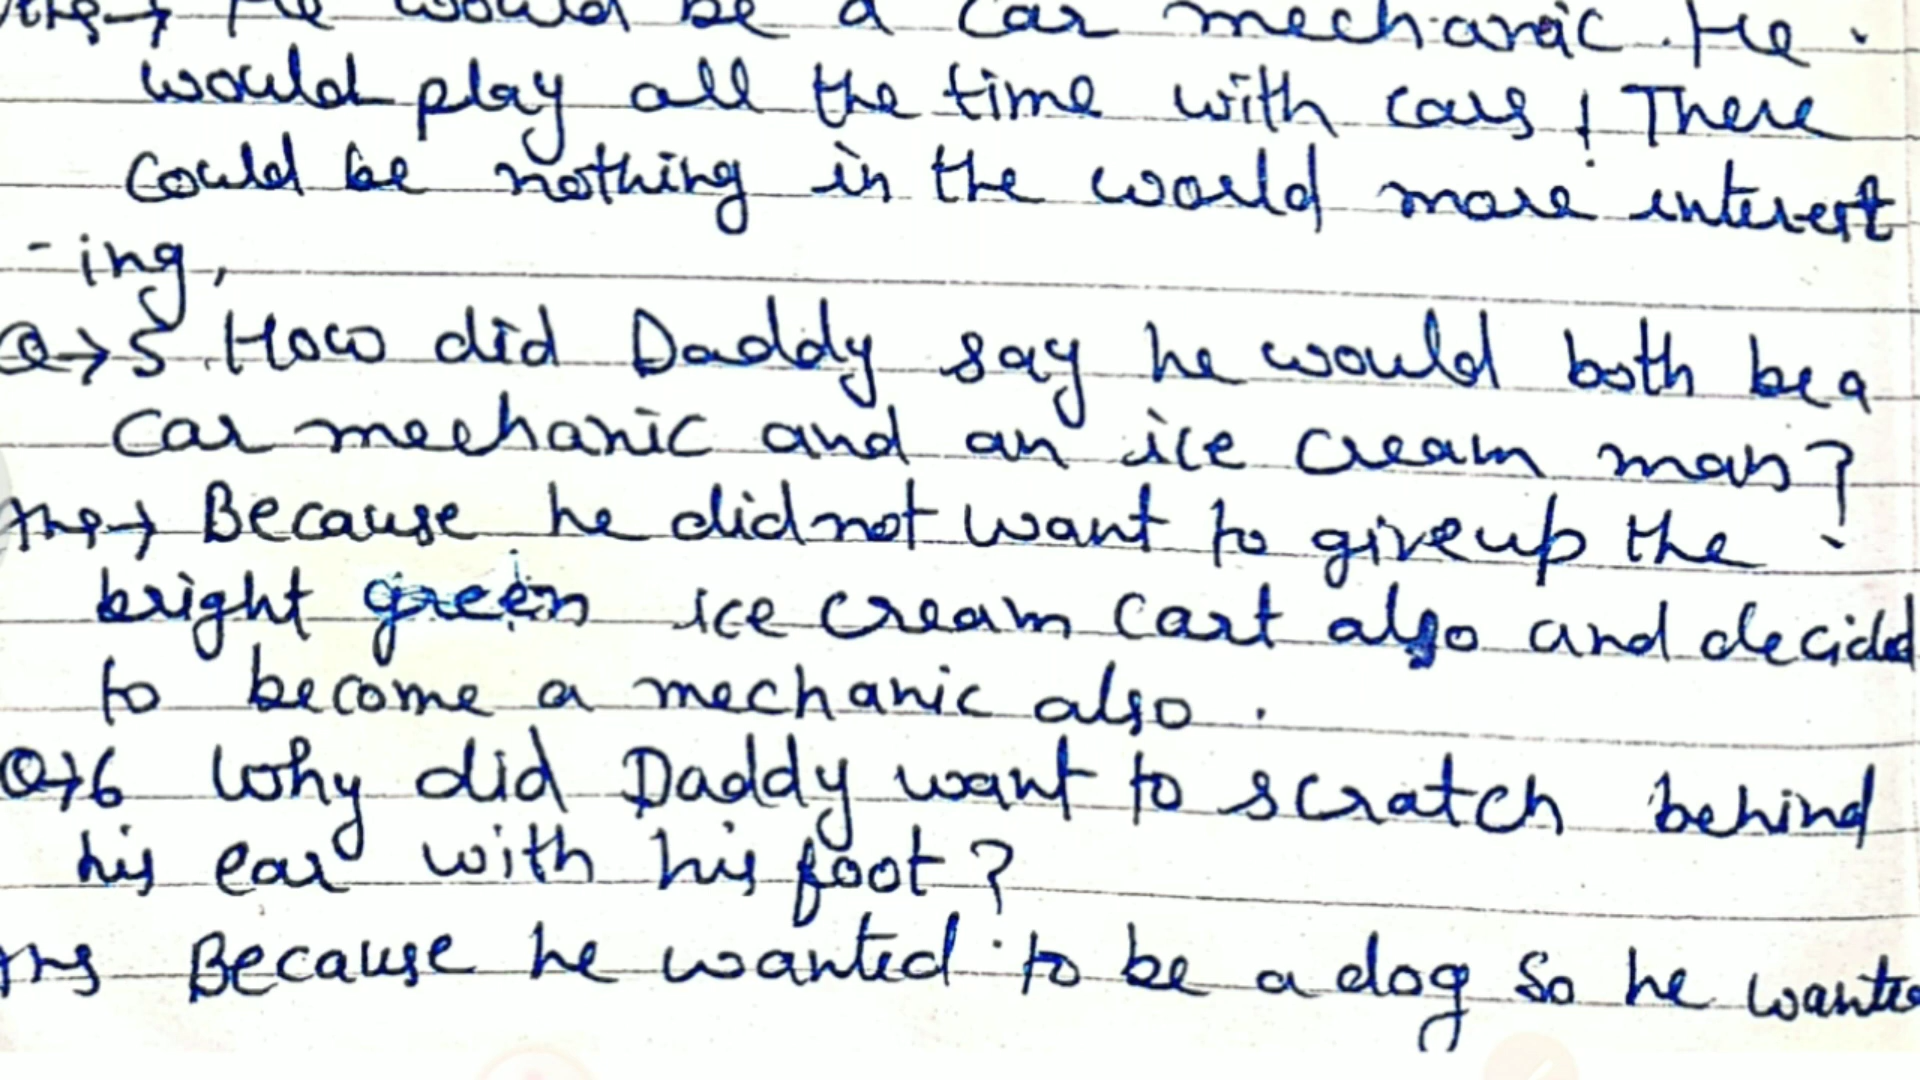 Ans→ He would be a car mechanic. He
would play all the time with cars! There
could be nothing in the world more interest
-ing,
Q→5 How did Daddy say he would both be a
car mechanic and an ice cream man?
Ans→ Because he did not want to give up the
bright green ice cream cart also and decided
to become a mechanic also.
Q→6 Why did Daddy want to scratch behind
his ear with his foot?
Ans Because he wanted to be a dog so he wante